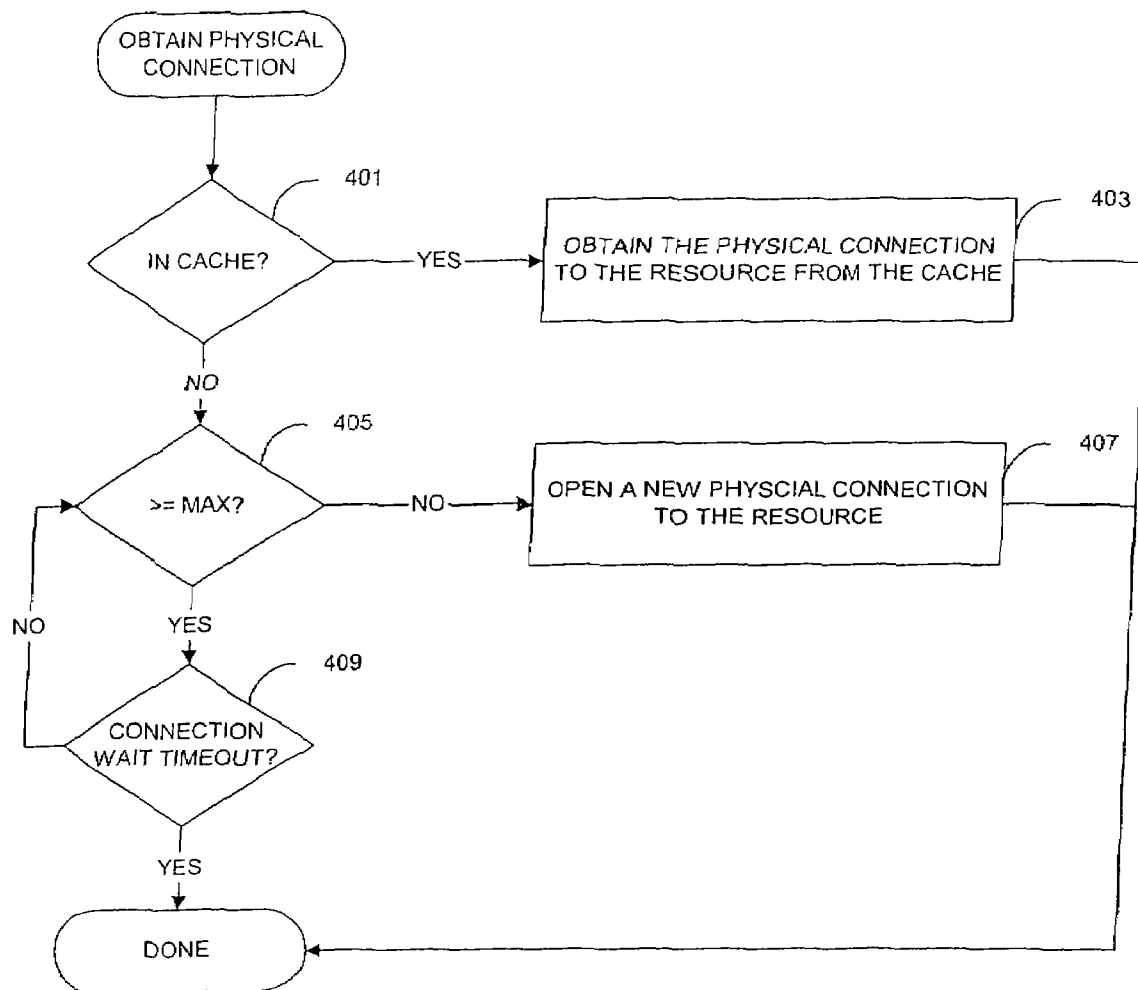 OBTAIN PHYSICAL
CONNECTION
401
IN CACHE?
YES
OBTAIN THE PHYSICAL CONNECTION
TO THE RESOURCE FROM THE CACHE
403
NO
405
>= MAX?
NO
OPEN A NEW PHYSCIAL CONNECTION
TO THE RESOURCE
407
NO
YES
409
CONNECTION
WAIT TIMEOUT?
YES
DONE